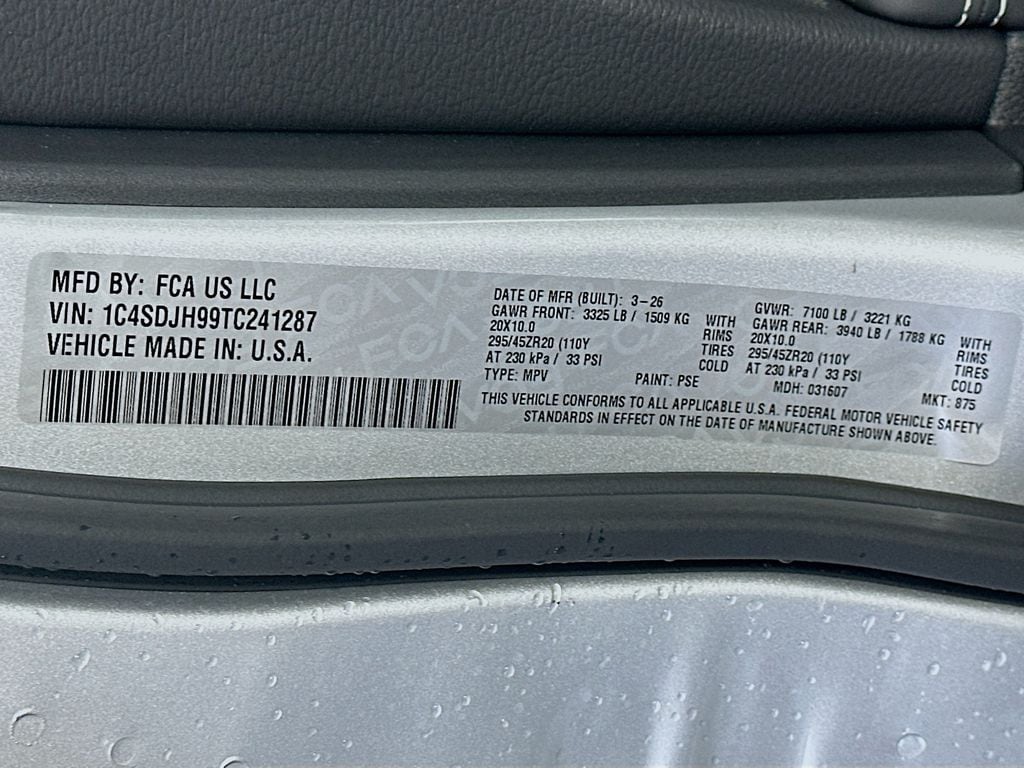 MFD BY: FCA US LLC
VIN: 1C4SDJH99TC241287
VEHICLE MADE IN: U.S.A.
DATE OF MFR (BUILT): 3-26
GAWR FRONT: 3325 LB / 1509 KG WITH
20X10.0 RIMS
295/45ZR20 (110Y TIRES
AT 230 kPa / 33 PSI COLD
TYPE: MPV PAINT: PSE
GVWR: 7100 LB / 3221 KG
GAWR REAR: 3940 LB / 1788 KG WITH
20X10.0 RIMS
295/45ZR20 (110Y TIRES
AT 230 kPa / 33 PSI COLD
MDH: 031607 MKT: 875
THIS VEHICLE CONFORMS TO ALL APPLICABLE U.S.A. FEDERAL MOTOR VEHICLE SAFETY
STANDARDS IN EFFECT ON THE DATE OF MANUFACTURE SHOWN ABOVE.